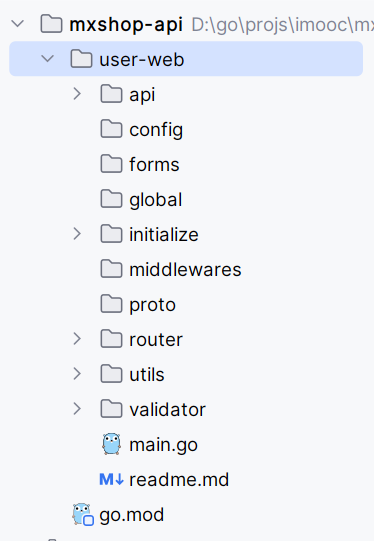 mxshop-api D:\go\projs\imooc\m
user-web
api
config
forms
global
initialize
middlewares
proto
router
utils
validator
main.go
M↓ readme.md
go.mod